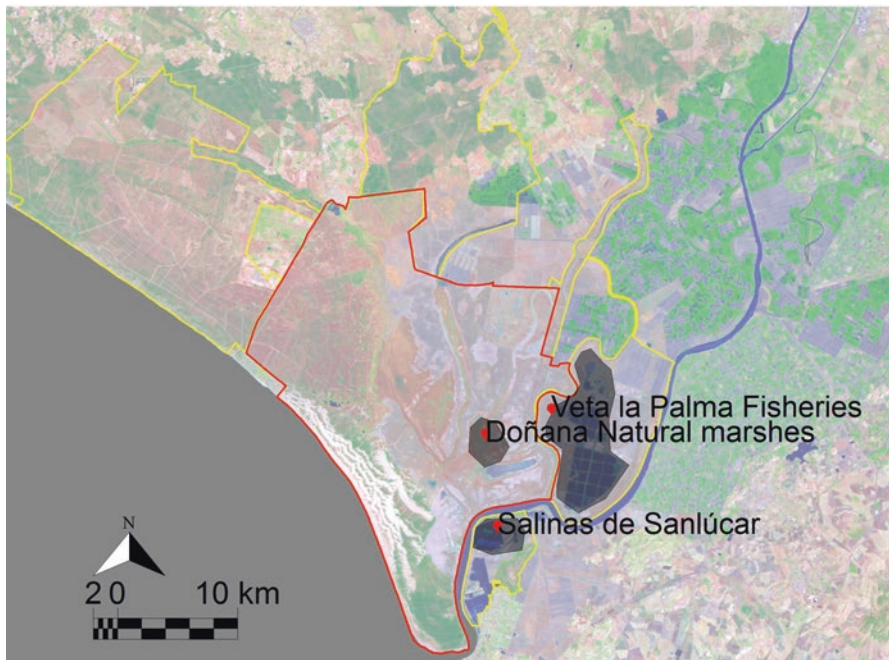 Veta la Palma Fisheries
Doñana Natural marshes
Salinas de Sanlúcar
N
2 0 10 km